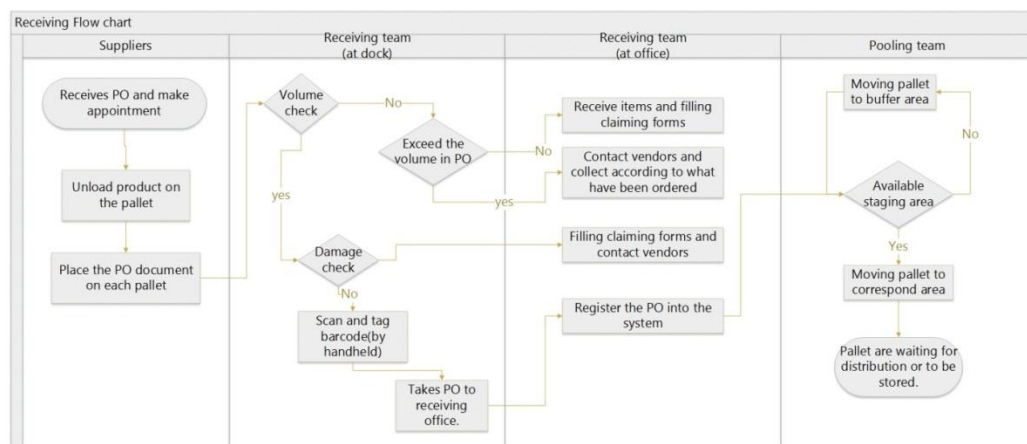 Receiving Flow chart
Suppliers
Receiving team
(at dock)
Receiving team
(at office)
Pooling team
Receives PO and make
appointment
Unload product on
the pallet
Place the PO document
on each pallet
Volume
check
No
yes
Exceed the
volume in PO
No
yes
Damage
check
No
Scan and tag
barcode(by
handheld)
Takes PO to
receiving
office.
Receive items and filling
claiming forms
Contact vendors and
collect according to what
have been ordered
Filling claiming forms and
contact vendors
Register the PO into the
system
Moving pallet
to buffer area
No
Available
staging area
Yes
Moving pallet to
correspond area
Pallet are waiting for
distribution or to be
stored.